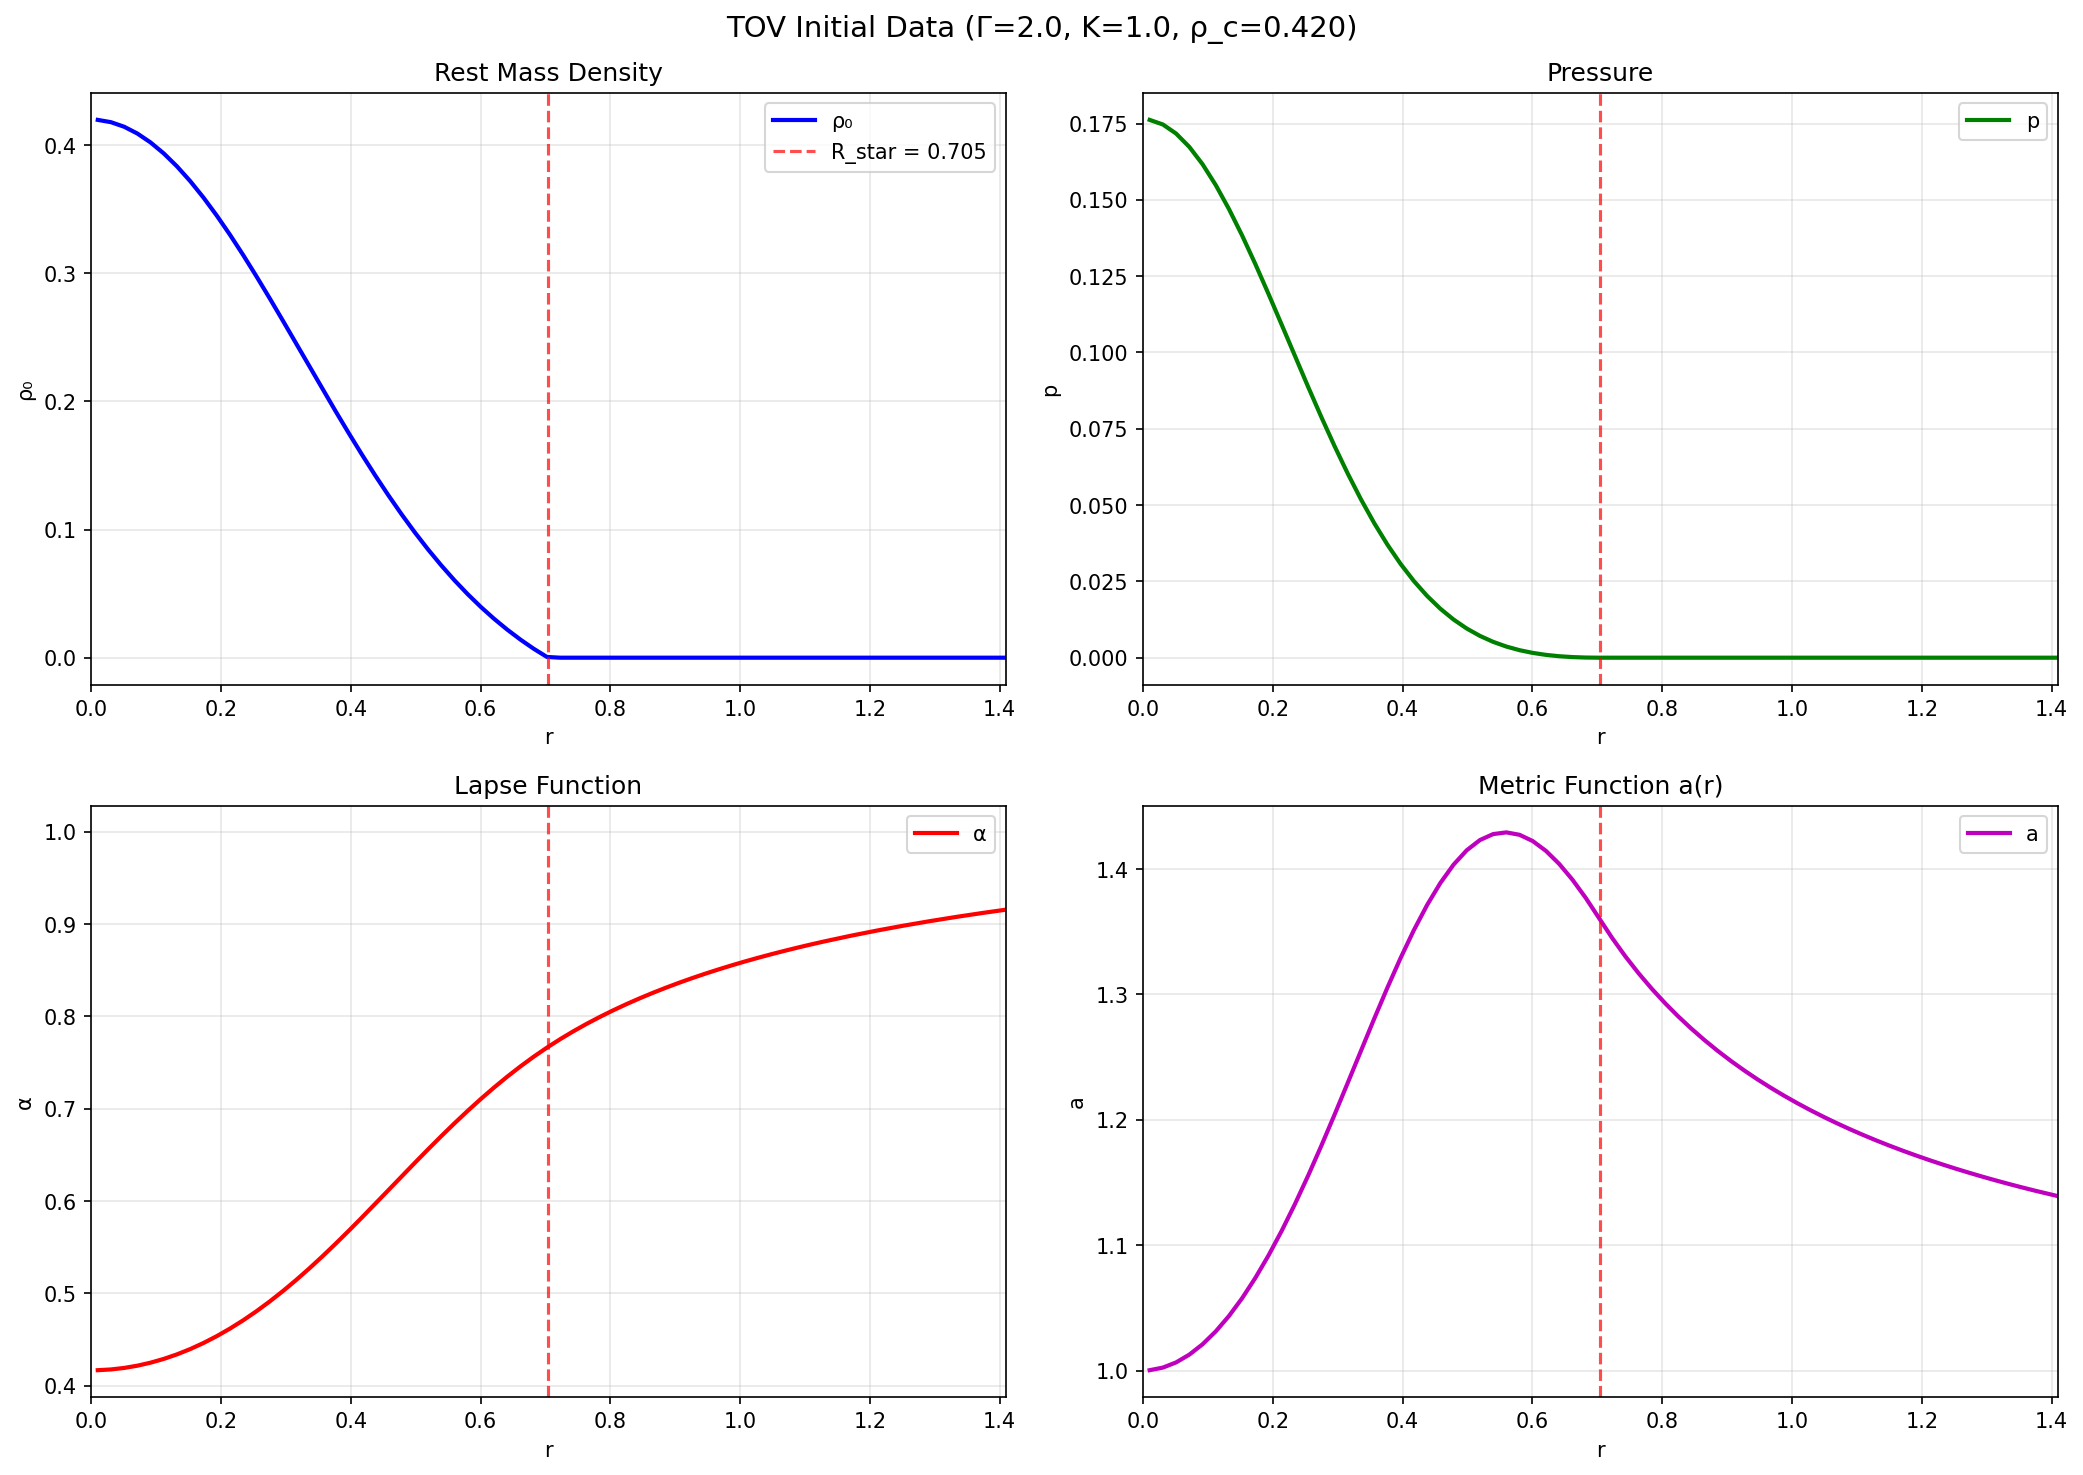 TOV Initial Data (Γ=2.0, K=1.0, ρ_c=0.420)
Rest Mass Density
ρ₀
R_star = 0.705
ρ₀
0.4
0.3
0.2
0.1
0.0
0.0 0.2 0.4 0.6 0.8 1.0 1.2 1.4
r
Pressure
p
p
0.175
0.150
0.125
0.100
0.075
0.050
0.025
0.000
0.0 0.2 0.4 0.6 0.8 1.0 1.2 1.4
r
Lapse Function
α
α
1.0
0.9
0.8
0.7
0.6
0.5
0.4
0.0 0.2 0.4 0.6 0.8 1.0 1.2 1.4
r
Metric Function a(r)
a
a
1.4
1.3
1.2
1.1
1.0
0.0 0.2 0.4 0.6 0.8 1.0 1.2 1.4
r